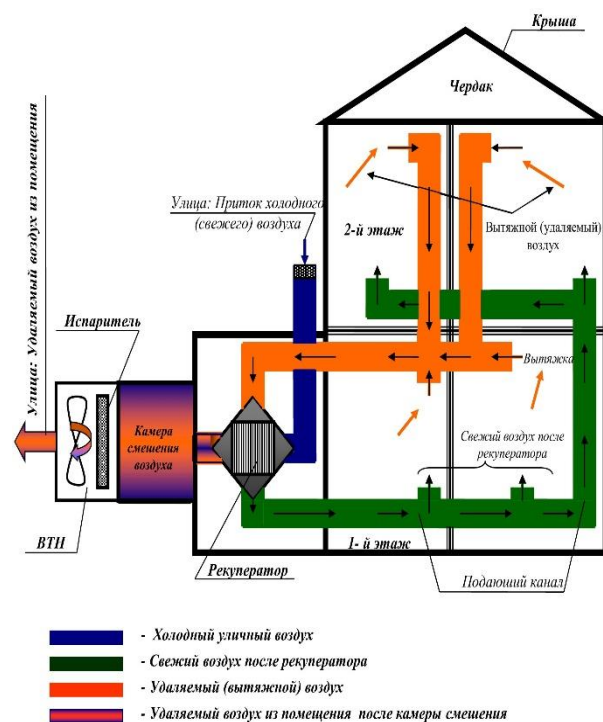 Крыша
Чердак
Улица: Удаляемый воздух из помещения
Улица: Приток холодного
(свежего) воздуха
2-й этаж
Вытяжной (удаляемый)
воздух
Испаритель
Вытяжка
Камера
смешения
воздуха
Свежий воздух после
рекуператора
ВТН
Рекуператор
1- й этаж
Подающий канал
- Холодный уличный воздух
- Свежий воздух после рекуператора
- Удаляемый (вытяжной) воздух
- Удаляемый воздух из помещения после камеры смешения